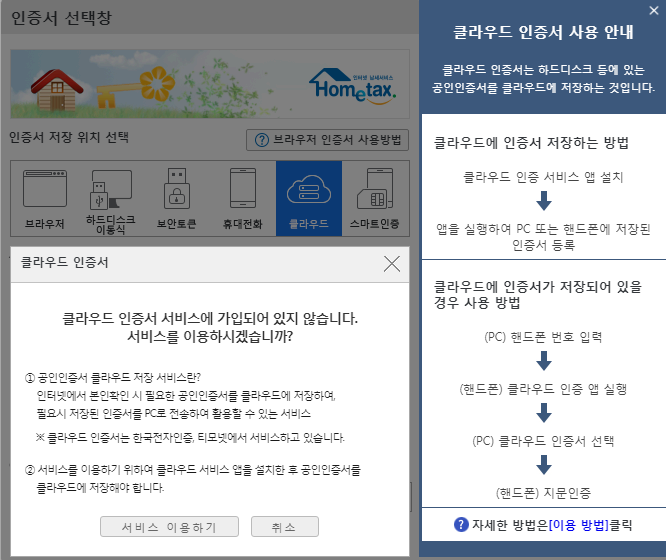 인증서 선택창
인터넷 납세서비스
Hometax.
인증서 저장 위치 선택
? 브라우저 인증서 사용방법
브라우저
하드디스크
이동식
보안토큰
휴대전화
클라우드
스마트인증
클라우드 인증서
클라우드 인증서 서비스에 가입되어 있지 않습니다.
서비스를 이용하시겠습니까?
① 공인인증서 클라우드 저장 서비스란?
인터넷에서 본인확인 시 필요한 공인인증서를 클라우드에 저장하여,
필요시 저장된 인증서를 PC로 전송하여 활용할 수 있는 서비스
※ 클라우드 인증서는 한국전자인증, 티모넷에서 서비스하고 있습니다.
② 서비스를 이용하기 위하여 클라우드 서비스 앱을 설치한 후 공인인증서를
클라우드에 저장해야 합니다.
서비스 이용하기
취소
클라우드 인증서 사용 안내
클라우드 인증서는 하드디스크 등에 있는
공인인증서를 클라우드에 저장하는 것입니다.
클라우드에 인증서 저장하는 방법
클라우드 인증 서비스 앱 설치
앱을 실행하여 PC 또는 핸드폰에 저장된
인증서 등록
클라우드에 인증서가 저장되어 있을
경우 사용 방법
(PC) 핸드폰 번호 입력
(핸드폰) 클라우드 인증 앱 실행
(PC) 클라우드 인증서 선택
(핸드폰) 지문인증
? 자세한 방법은[이용 방법]클릭